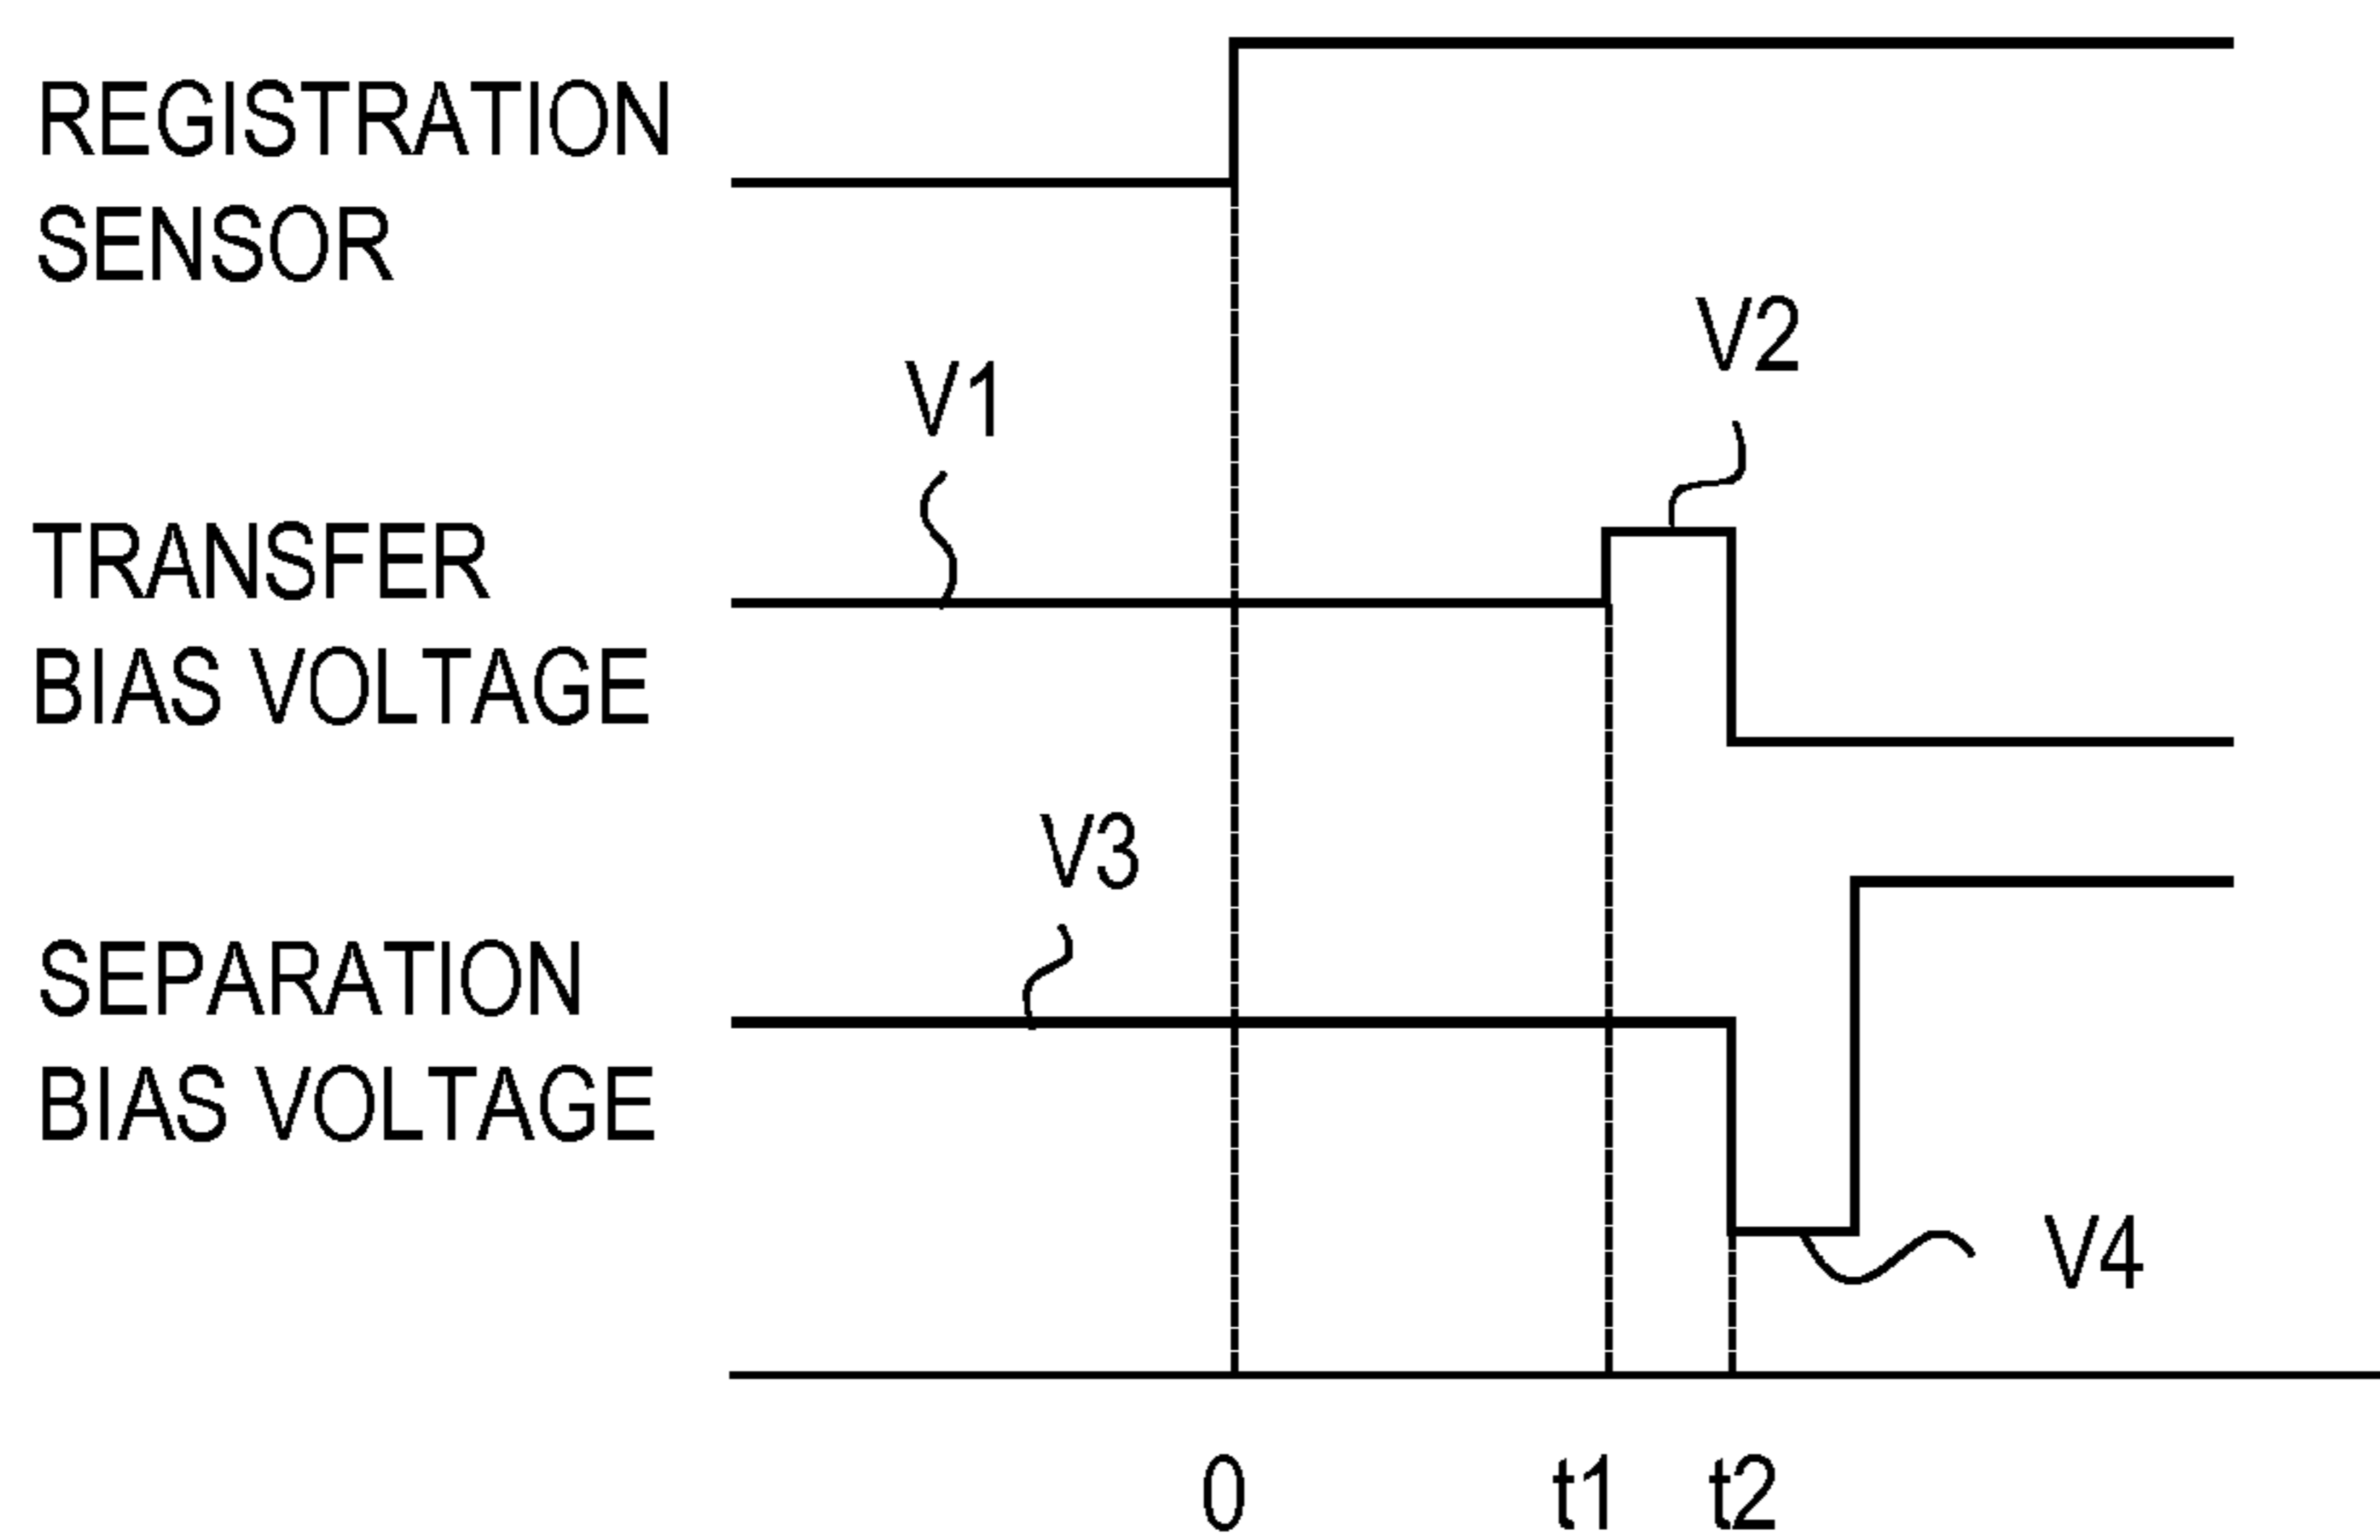 REGISTRATION
SENSOR
V1
V2
TRANSFER
BIAS VOLTAGE
V3
SEPARATION
BIAS VOLTAGE
V4
0 t1 t2